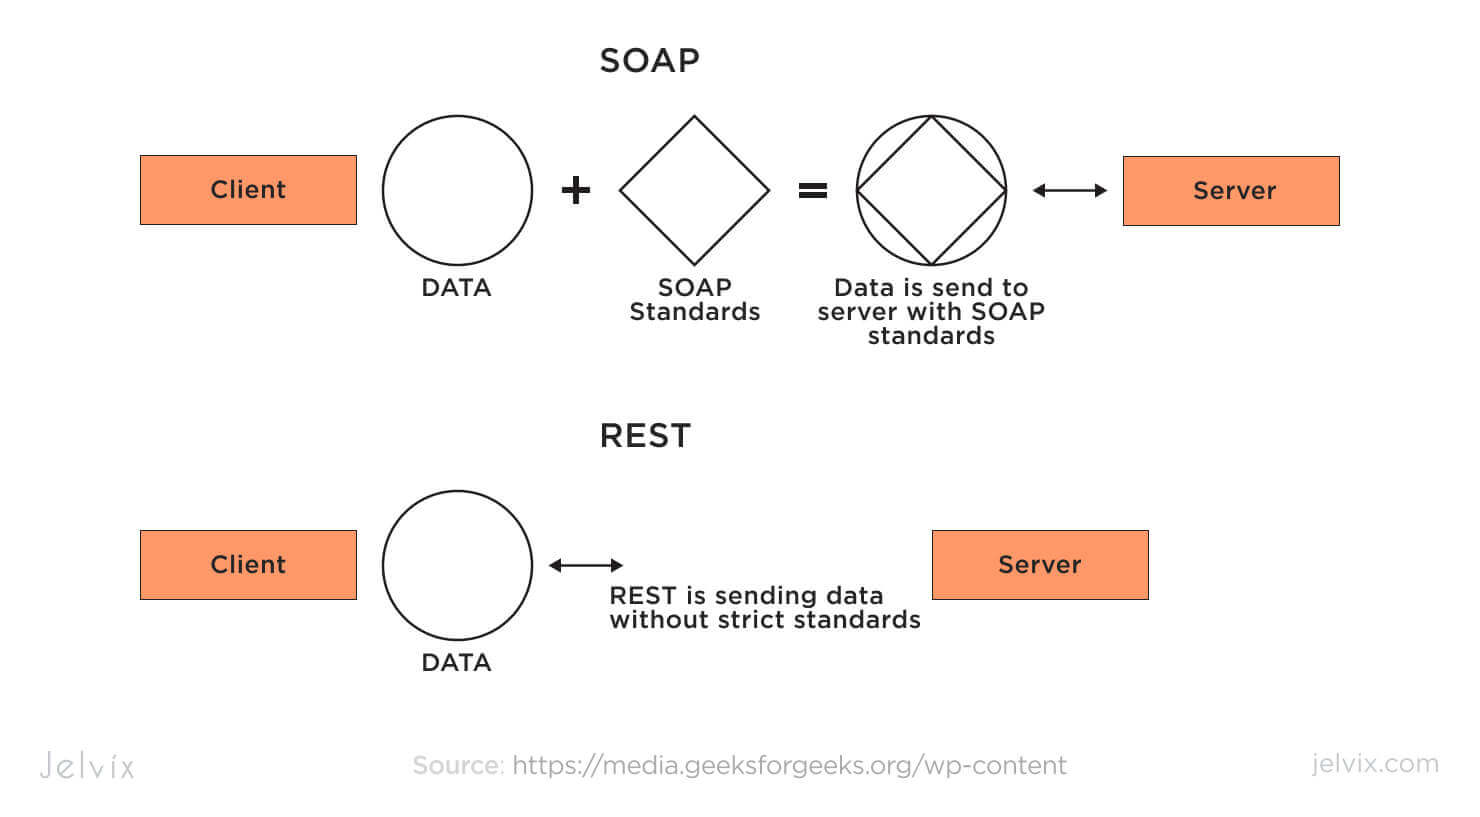 SOAP
Client
+
=
Server
DATA
SOAP
Standards
Data is send to
server with SOAP
standards
REST
Client
Server
REST is sending data
without strict standards
DATA
Jelvix
Source: https://media.geeksforgeeks.org/wp-content
jelvix.com